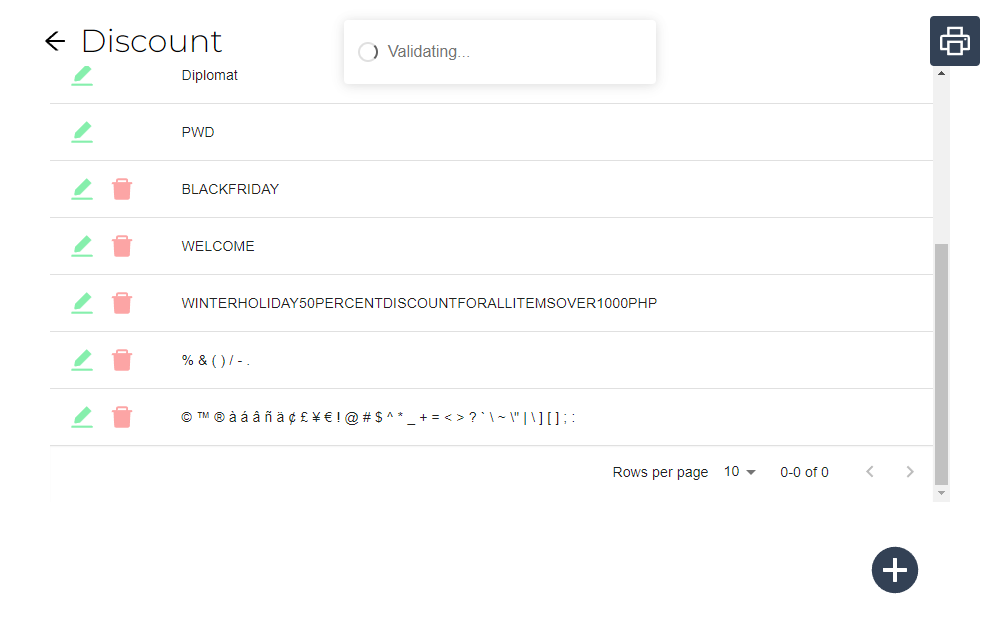 Discount
Validating...
Diplomat
PWD
BLACKFRIDAY
WELCOME
WINTERHOLIDAY50PERCENTDISCOUNTFORALLITEMSOVER1000PHP
% & ( ) / - .
© ™ ® à á â ñ ä ¢ £ ¥ € ! @ # $ ^ * _ + = < > ? ` \ ~ \" | \ ] [ ] ; :
Rows per page 10 0-0 of 0